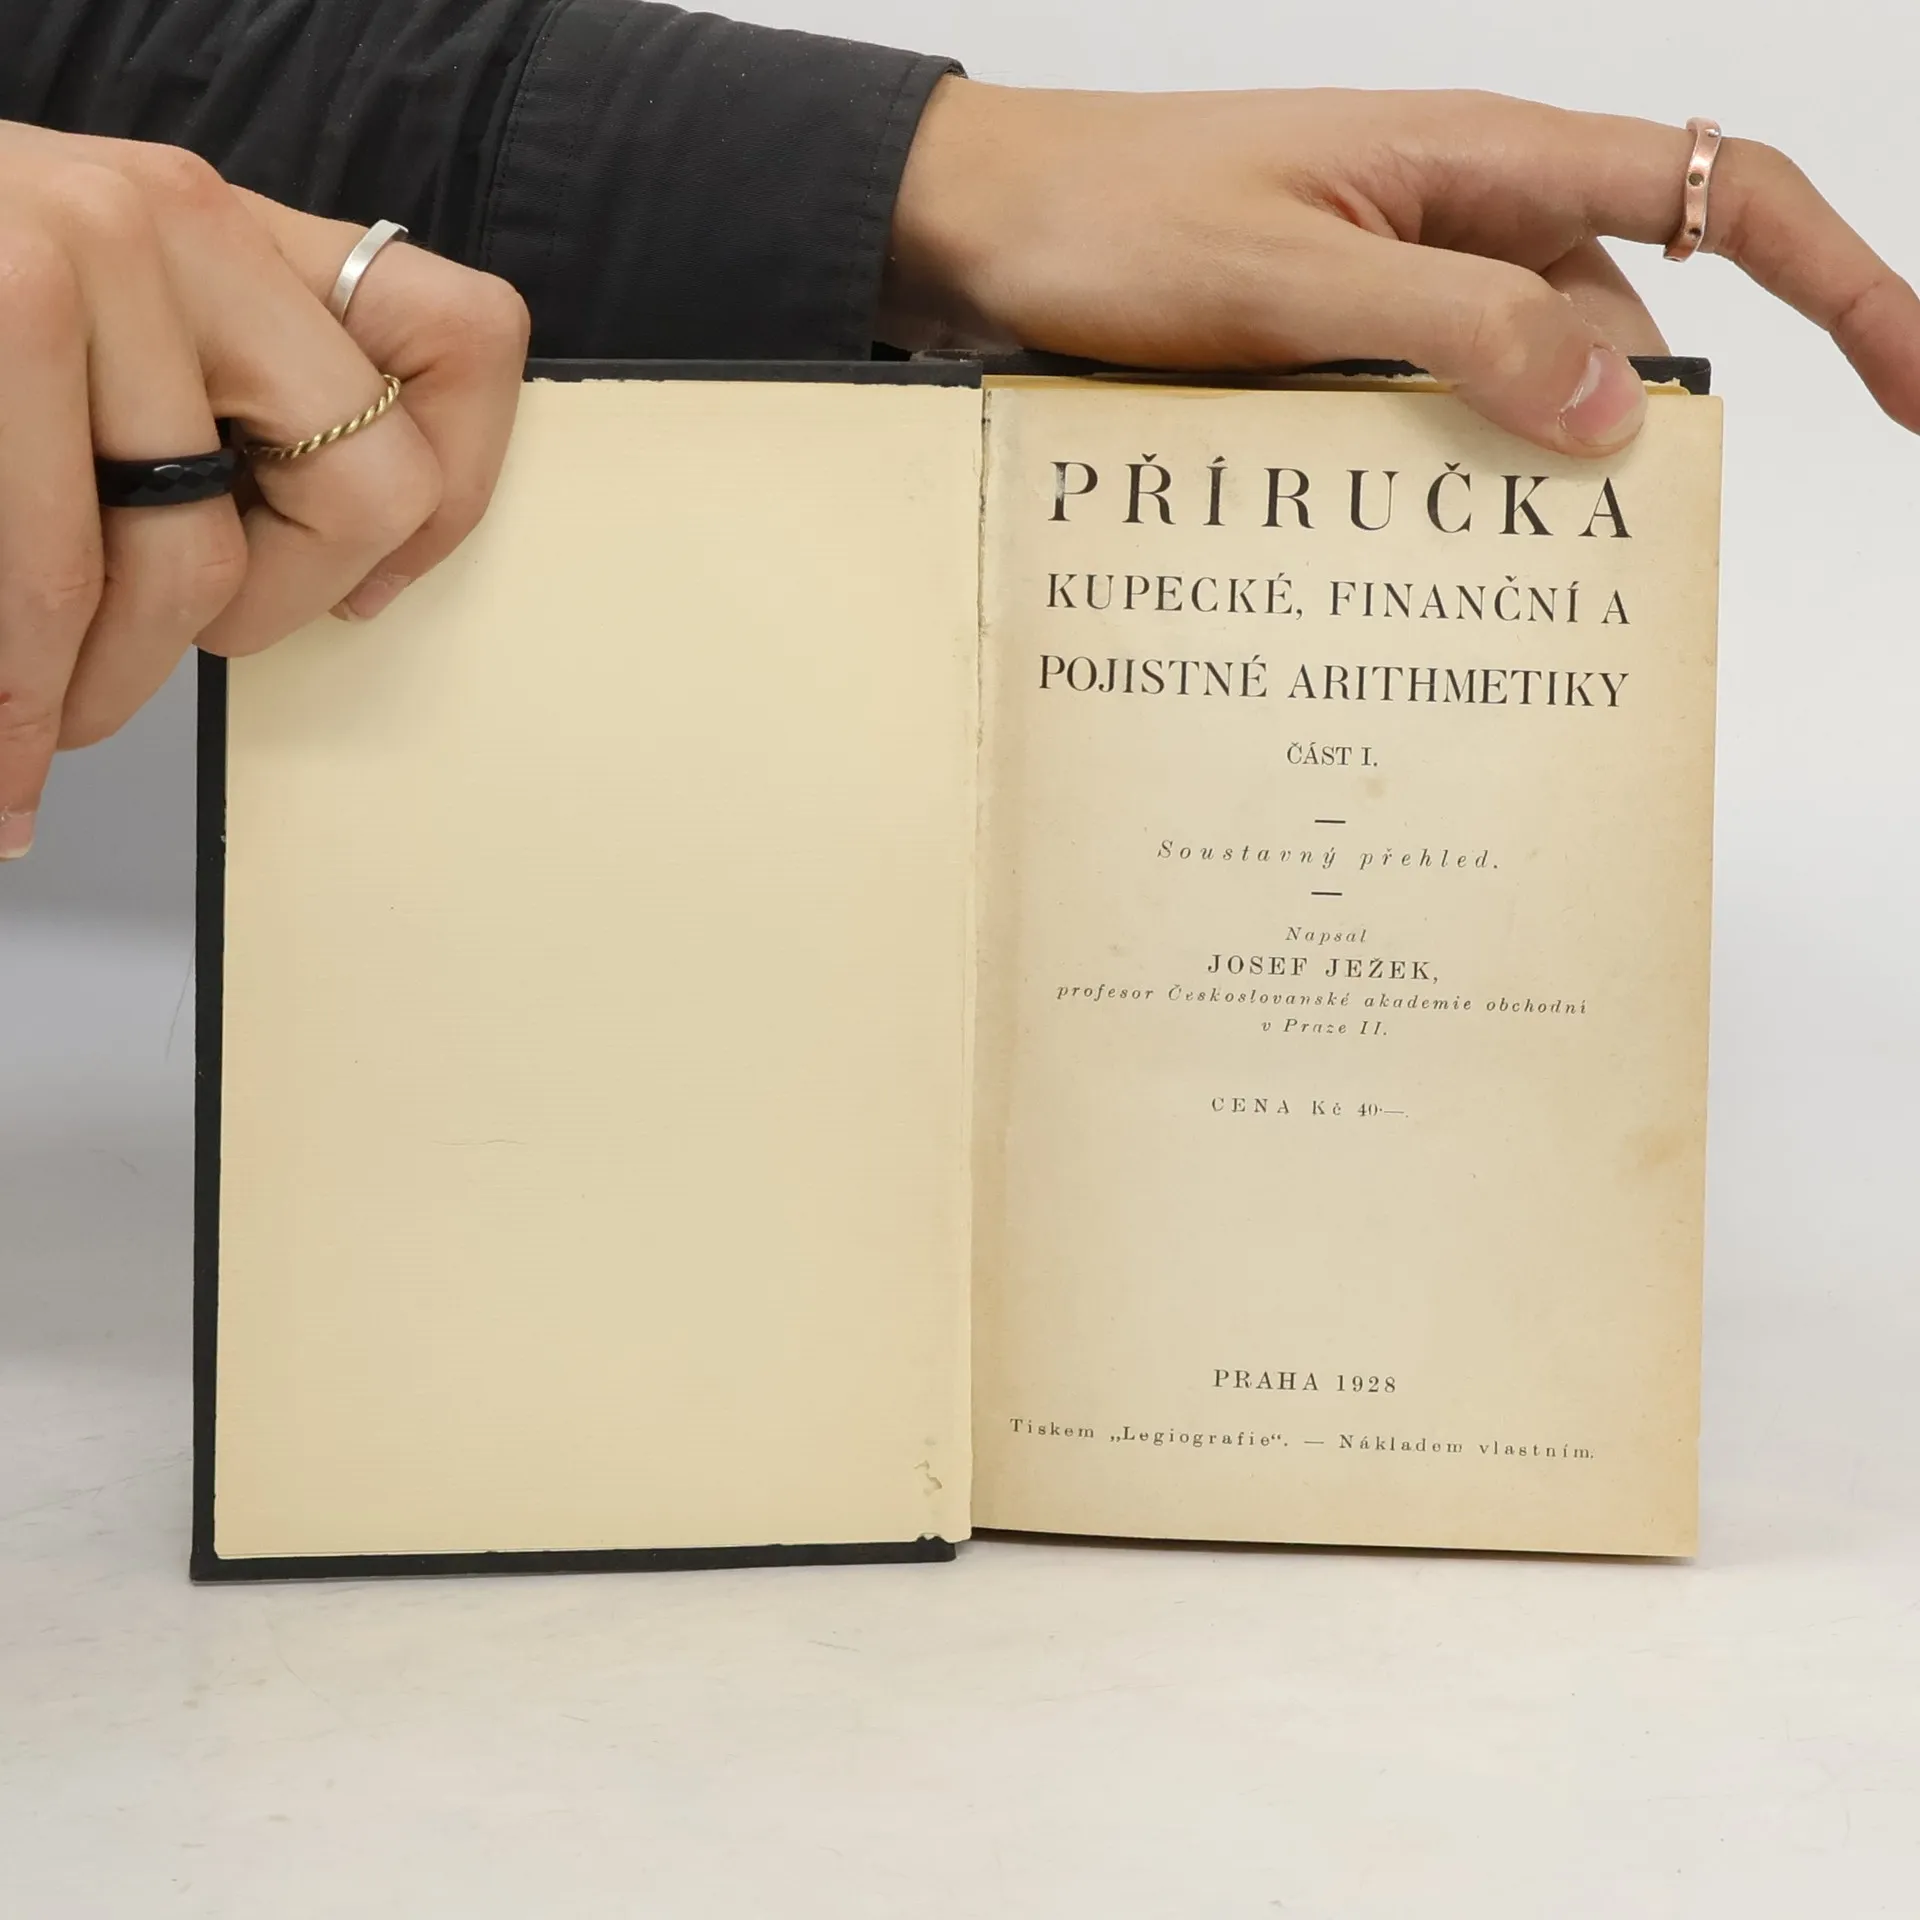 PŘÍRUČKA
KUPECKÉ, FINANČNÍ A
POJISTNÉ ARITHMETIKY
ČÁST I.
Soustavný přehled.
Napsal
JOSEF JEŽEK,
profesor Českoslovanské akademie obchodní
v Praze II.
CENA Kč 40·—.
PRAHA 1928
Tiskem „Legiografie“. — Nákladem vlastním.